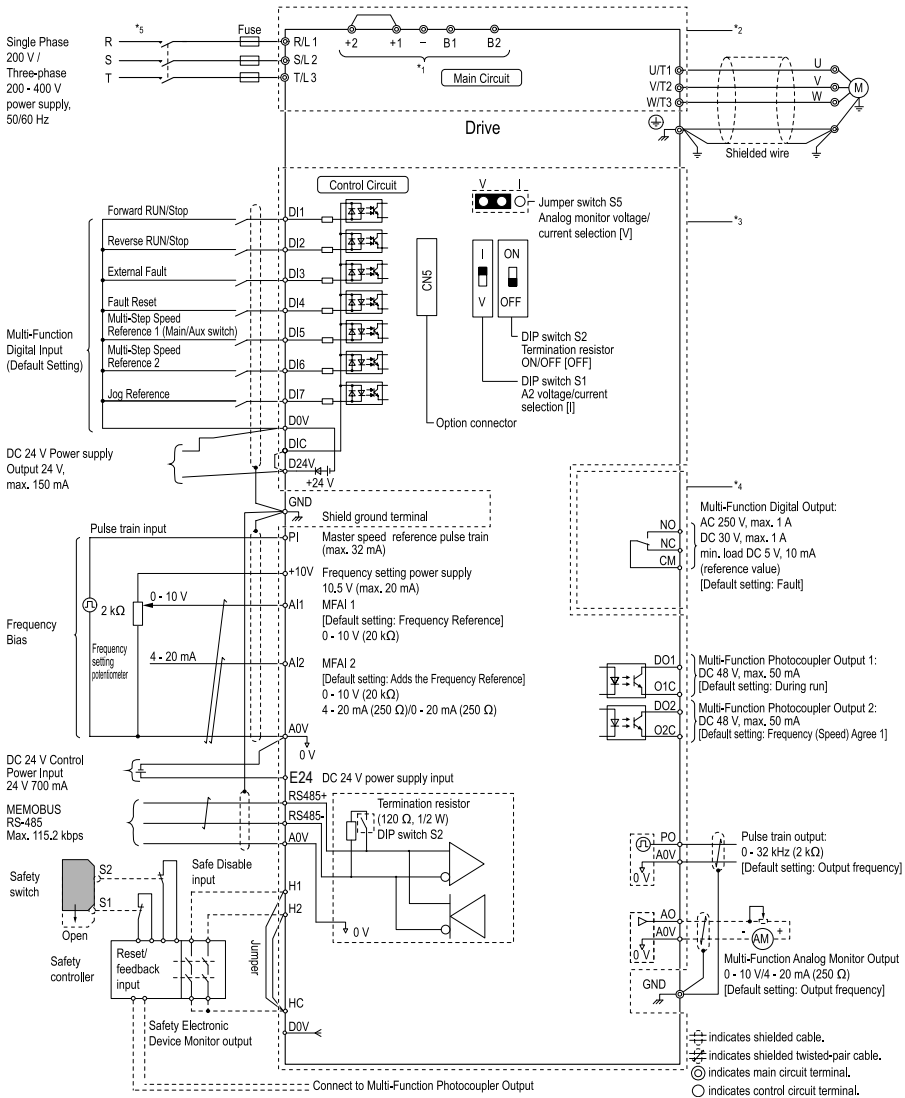 Single Phase
200 V /
Three-phase
200 - 400 V
power supply,
50/60 Hz
*5
Fuse
R
S
T
R/L 1
S/L 2
T/L 3
+2
+1
−
B1
B2
*1
Main Circuit
*2
U/T1
V/T2
W/T3
U
V
W
M
Shielded wire
Drive
Control Circuit
Multi-Function
Digital Input
(Default Setting)
Forward RUN/Stop
Reverse RUN/Stop
External Fault
Fault Reset
Multi-Step Speed
Reference 1 (Main/Aux switch)
Multi-Step Speed
Reference 2
Jog Reference
DI1
DI2
DI3
DI4
DI5
DI6
DI7
D0V
DIC
D24V
+24 V
V
I
Jumper switch S5
Analog monitor voltage/
current selection [V]
*3
CN5
I
V
ON
OFF
DIP switch S2
Termination resistor
ON/OFF [OFF]
DIP switch S1
A2 voltage/current
selection [I]
Option connector
DC 24 V Power supply
Output 24 V,
max. 150 mA
GND
Shield ground terminal
*4
NO
NC
CM
Multi-Function Digital Output:
AC 250 V, max. 1 A
DC 30 V, max. 1 A
min. load DC 5 V, 10 mA
(reference value)
[Default setting: Fault]
Pulse train input
PI
Master speed reference pulse train
(max. 32 mA)
+10V
Frequency setting power supply
10.5 V (max. 20 mA)
Frequency
Bias
2 kΩ
Frequency
setting
potentiometer
0 - 10 V
AI1
MFAI 1
[Default setting: Frequency Reference]
0 - 10 V (20 kΩ)
4 - 20 mA
AI2
MFAI 2
[Default setting: Adds the Frequency Reference]
0 - 10 V (20 kΩ)
4 - 20 mA (250 Ω)/0 - 20 mA (250 Ω)
A0V
0 V
DO1
O1C
DO2
O2C
Multi-Function Photocoupler Output 1:
DC 48 V, max. 50 mA
[Default setting: During run]
Multi-Function Photocoupler Output 2:
DC 48 V, max. 50 mA
[Default setting: Frequency (Speed) Agree 1]
DC 24 V Control
Power Input
24 V 700 mA
E24
DC 24 V power supply input
MEMOBUS
RS-485
Max. 115.2 kbps
RS485+
RS485-
A0V
Termination resistor
(120 Ω, 1/2 W)
DIP switch S2
0 V
PO
A0V
0 V
Pulse train output:
0 - 32 kHz (2 kΩ)
[Default setting: Output frequency]
AO
A0V
0 V
-
+
AM
Multi-Function Analog Monitor Output
0 - 10 V/4 - 20 mA (250 Ω)
[Default setting: Output frequency]
GND
Safety
switch
S2
S1
Open
Safe Disable
input
H1
H2
Jumper
HC
D0V
Safety
controller
Reset/
feedback
input
Safety Electronic
Device Monitor output
Connect to Multi-Function Photocoupler Output
indicates shielded cable.
indicates shielded twisted-pair cable.
indicates main circuit terminal.
indicates control circuit terminal.